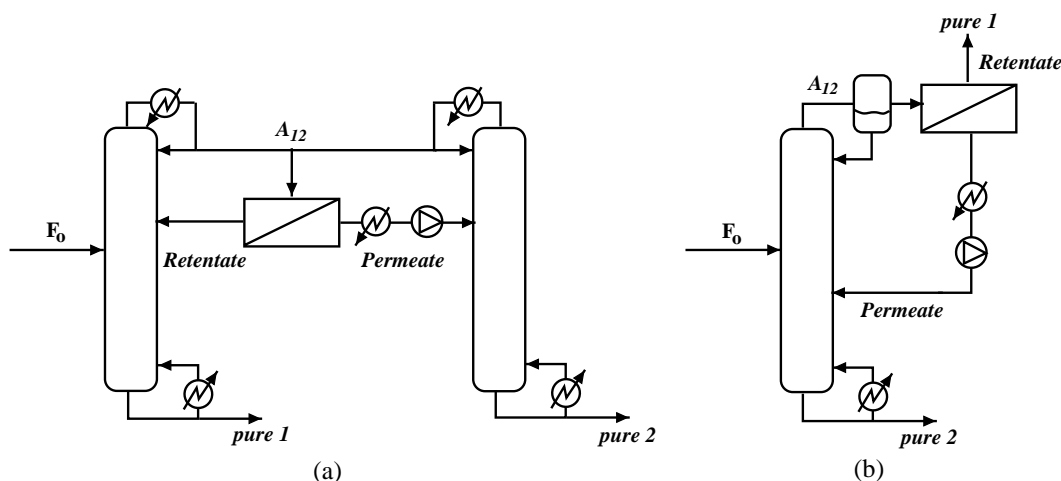 pure 1
Retentate
A12
A12
Fo
Retentate
Permeate
Fo
Permeate
pure 1
pure 2
pure 2
(a)
(b)